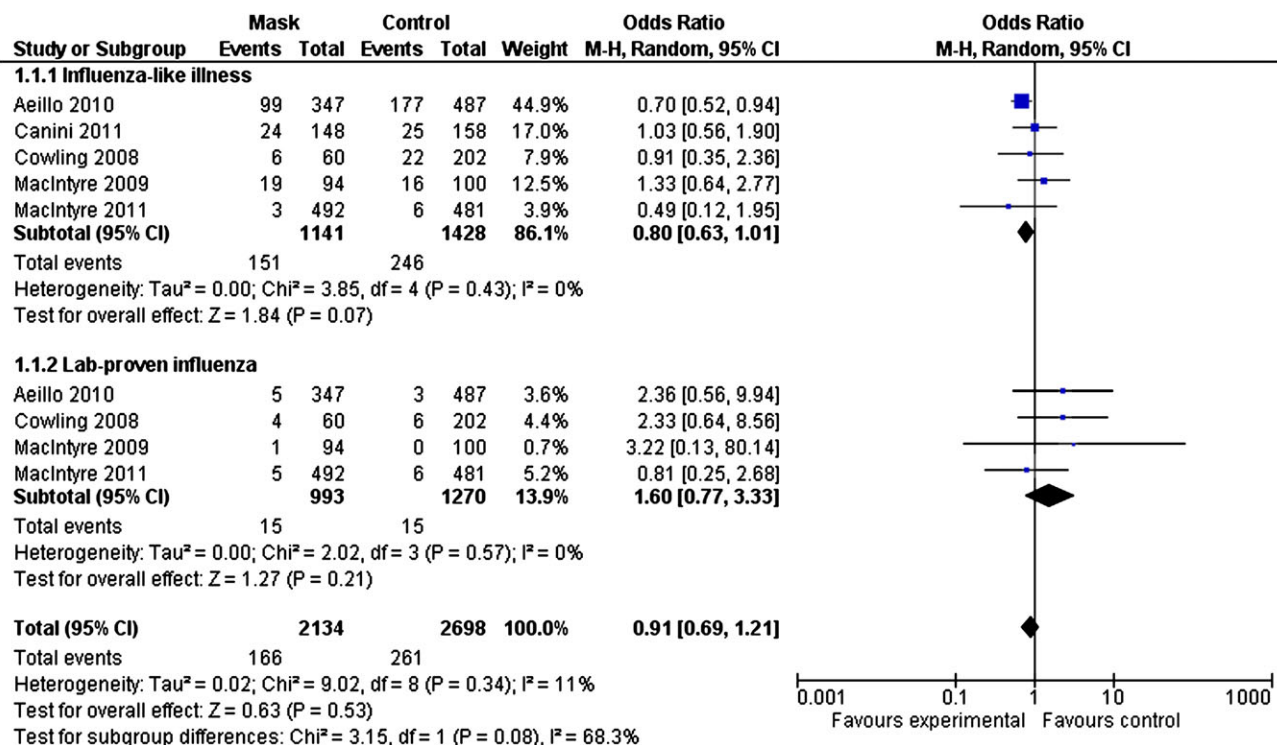 Mask Control Odds Ratio Odds Ratio
Study or Subgroup Events Total Events Total Weight M-H, Random, 95% CI M-H, Random, 95% CI
1.1.1 Influenza-like illness
Aeillo 2010 99 347 177 487 44.9% 0.70 [0.52, 0.94]
Canini 2011 24 148 25 158 17.0% 1.03 [0.56, 1.90]
Cowling 2008 6 60 22 202 7.9% 0.91 [0.35, 2.36]
MacIntyre 2009 19 94 16 100 12.5% 1.33 [0.64, 2.77]
MacIntyre 2011 3 492 6 481 3.9% 0.49 [0.12, 1.95]
Subtotal (95% CI) 1141 1428 86.1% 0.80 [0.63, 1.01]
Total events 151 246
Heterogeneity: Tau² = 0.00; Chi² = 3.85, df = 4 (P = 0.43); I² = 0%
Test for overall effect: Z = 1.84 (P = 0.07)
1.1.2 Lab-proven influenza
Aeillo 2010 5 347 3 487 3.6% 2.36 [0.56, 9.94]
Cowling 2008 4 60 6 202 4.4% 2.33 [0.64, 8.56]
MacIntyre 2009 1 94 0 100 0.7% 3.22 [0.13, 80.14]
MacIntyre 2011 5 492 6 481 5.2% 0.81 [0.25, 2.68]
Subtotal (95% CI) 993 1270 13.9% 1.60 [0.77, 3.33]
Total events 15 15
Heterogeneity: Tau² = 0.00; Chi² = 2.02, df = 3 (P = 0.57); I² = 0%
Test for overall effect: Z = 1.27 (P = 0.21)
Total (95% CI) 2134 2698 100.0% 0.91 [0.69, 1.21]
Total events 166 261
Heterogeneity: Tau² = 0.02; Chi² = 9.02, df = 8 (P = 0.34); I² = 11%
Test for overall effect: Z = 0.63 (P = 0.53)
Test for subgroup differences: Chi² = 3.15, df = 1 (P = 0.08), I² = 68.3%
0.001 0.1 1 10 1000
Favours experimental Favours control